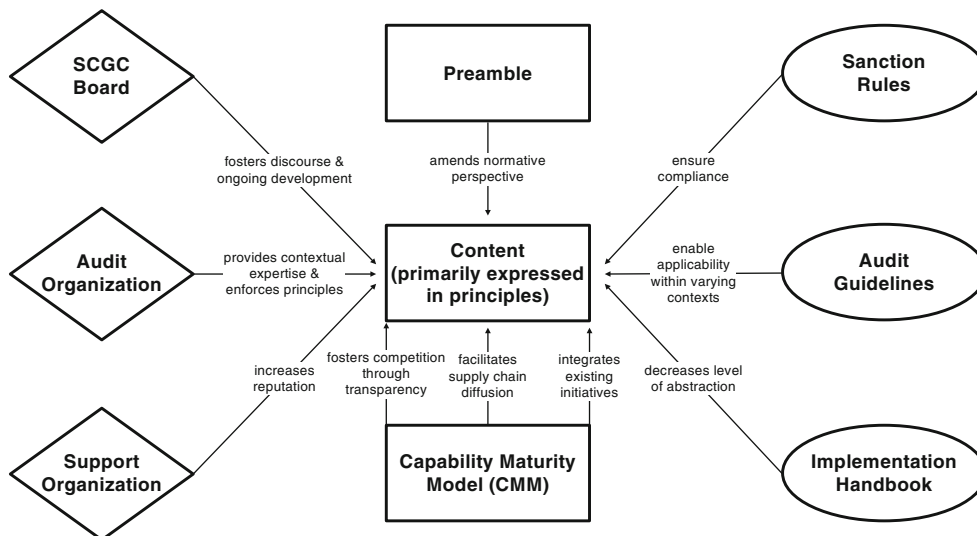 SCGC
Board
Preamble
Sanction
Rules
fosters discourse &
ongoing development
amends normative
perspective
ensure
compliance
Audit
Organization
provides contextual
expertise &
enforces principles
Content
(primarily expressed
in principles)
enable
applicability
within varying
contexts
Audit
Guidelines
increases
reputation
fosters competition
through
transparency
facilitates
supply chain
diffusion
integrates
existing
initiatives
decreases level
of abstraction
Support
Organization
Capability Maturity
Model (CMM)
Implementation
Handbook